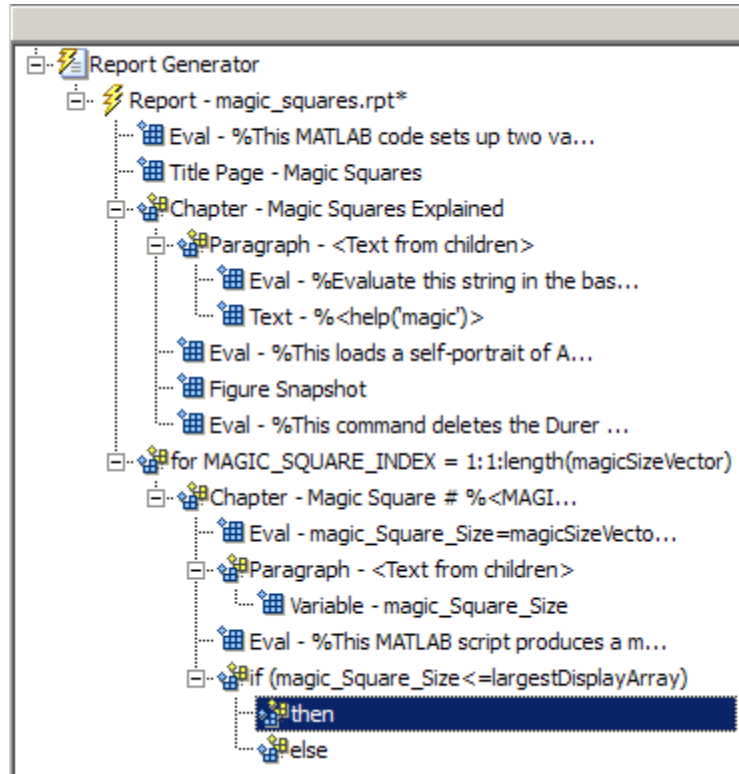 Report Generator
Report - magic_squares.rpt*
Eval - %This MATLAB code sets up two va...
Title Page - Magic Squares
Chapter - Magic Squares Explained
Paragraph - <Text from children>
Eval - %Evaluate this string in the bas...
Text - %<help('magic')>
Eval - %This loads a self-portrait of A...
Figure Snapshot
Eval - %This command deletes the Durer ...
for MAGIC_SQUARE_INDEX = 1:1:length(magicSizeVector)
Chapter - Magic Square # %<MAGI...
Eval - magic_Square_Size=magicSizeVecto...
Paragraph - <Text from children>
Variable - magic_Square_Size
Eval - %This MATLAB script produces a m...
if (magic_Square_Size<=largestDisplayArray)
then
else